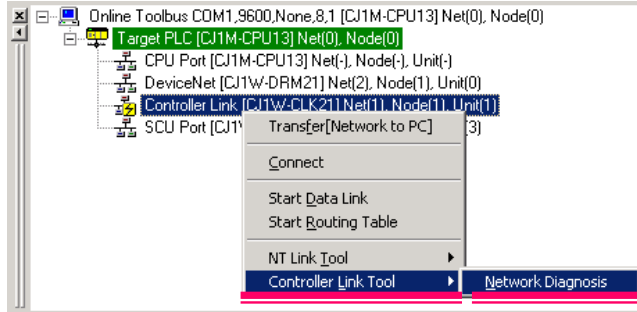 Online Toolbus COM1,9600,None,8,1 [CJ1M-CPU13] Net(0), Node(0)
Target PLC [CJ1M-CPU13] Net(0), Node(0)
CPU Port [CJ1M-CPU13] Net(-), Node(-), Unit(-)
DeviceNet [CJ1W-DRM21] Net(2), Node(1), Unit(0)
Controller Link [CJ1W-CLK21] Net(1), Node(1), Unit(1)
SCU Port [CJ1 (3)
Transfer[Network to PC]
Connect
Start Data Link
Start Routing Table
NT Link Tool
Controller Link Tool Network Diagnosis